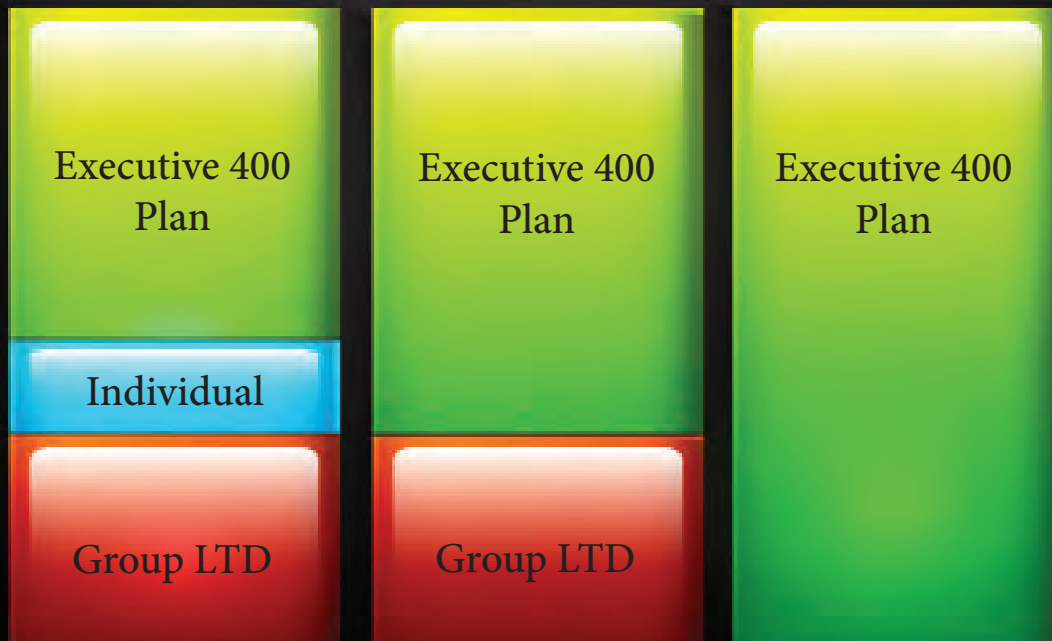 Executive 400
Plan
Individual
Group LTD
Executive 400
Plan
Group LTD
Executive 400
Plan